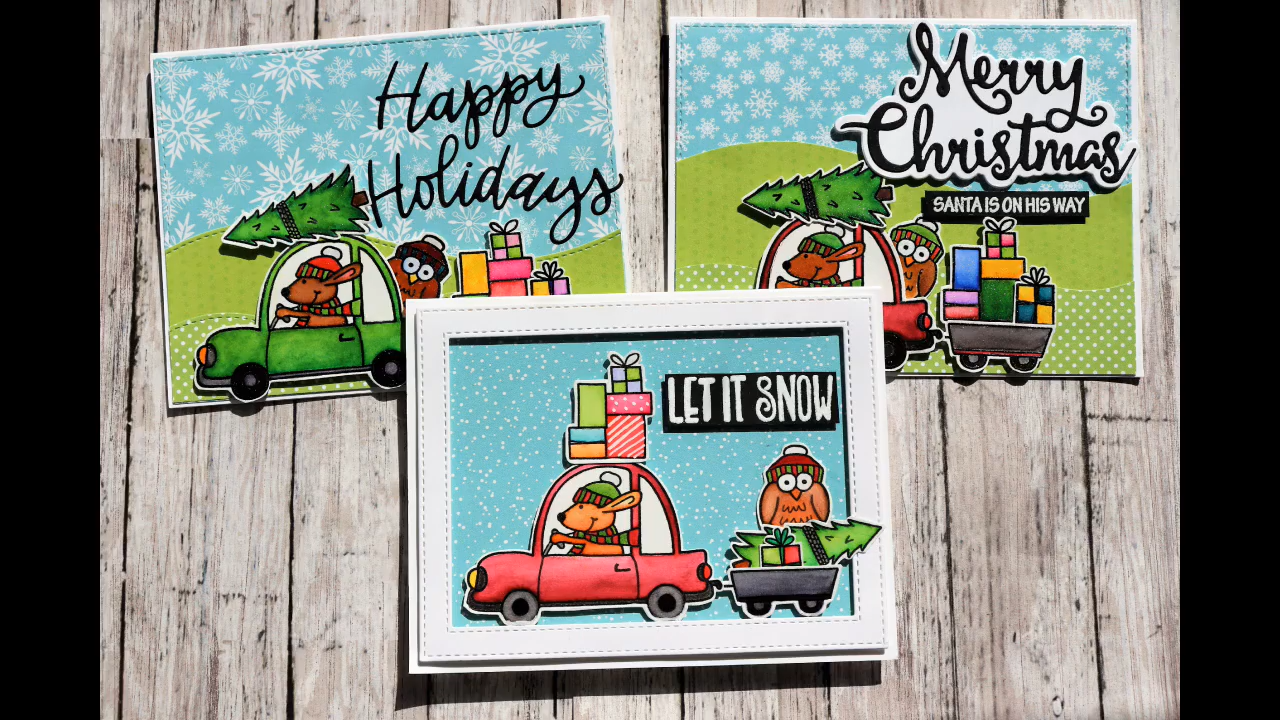 Happy
Holidays
Merry
Christmas
SANTA IS ON HIS WAY
LET IT SNOW